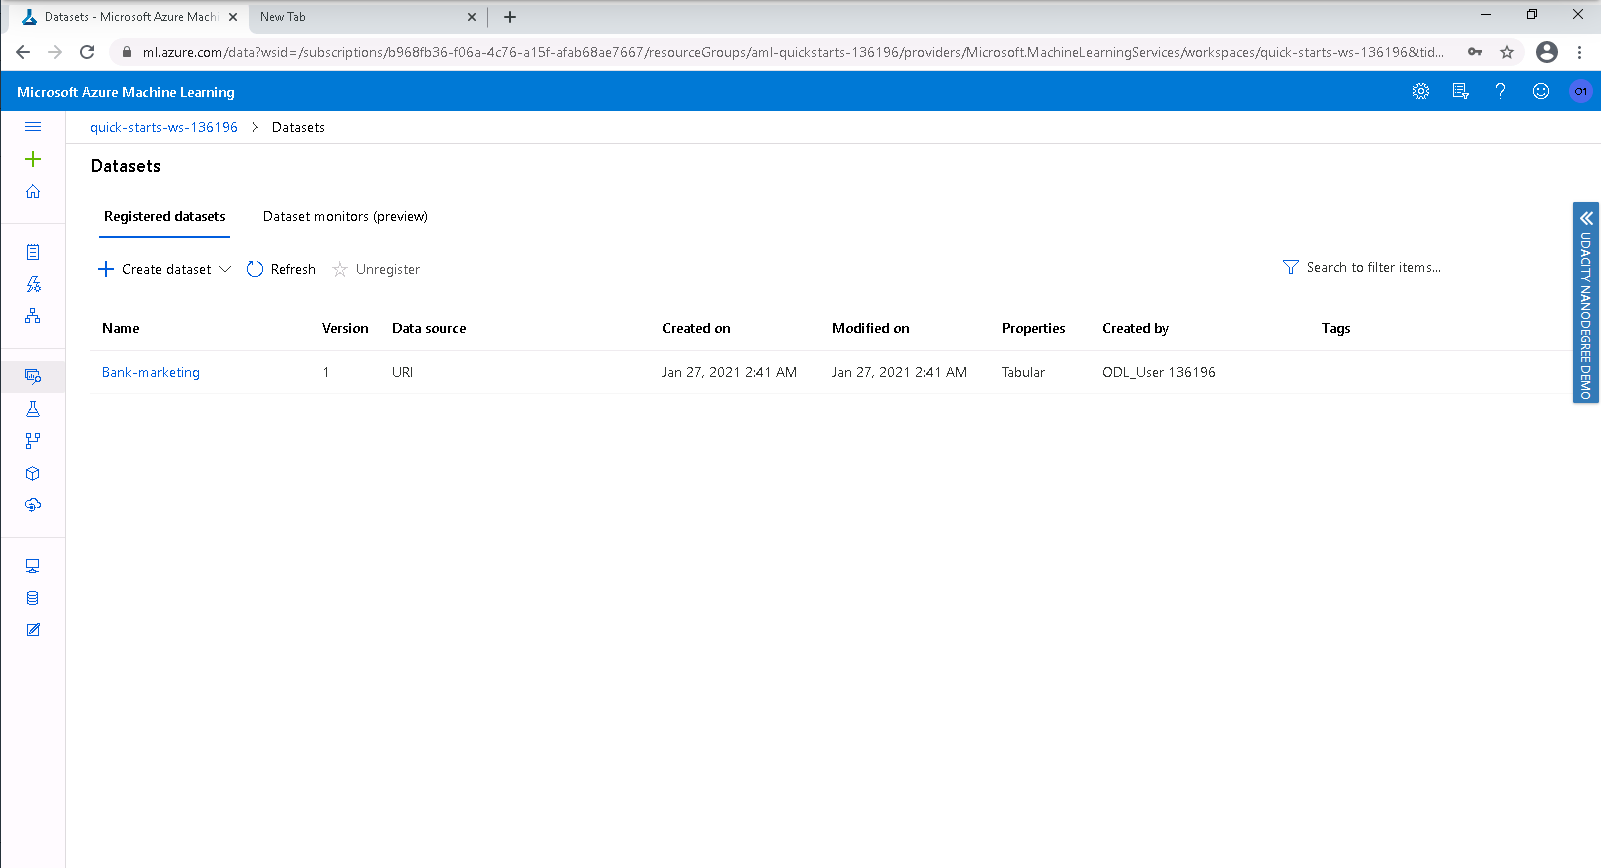 Datasets - Microsoft Azure Machi
New Tab
ml.azure.com/data?wsid=/subscriptions/b968fb36-f06a-4c76-a15f-afab68ae7667/resourceGroups/aml-quickstarts-136196/providers/Microsoft.MachineLearningServices/workspaces/quick-starts-ws-136196&tid...
Microsoft Azure Machine Learning
O1
quick-starts-ws-136196 > Datasets
Datasets
Registered datasets Dataset monitors (preview)
Create dataset Refresh Unregister Search to filter items...
Name Version Data source Created on Modified on Properties Created by Tags
Bank-marketing 1 URI Jan 27, 2021 2:41 AM Jan 27, 2021 2:41 AM Tabular ODL_User 136196
UDACITY NANODEGREE DEMO